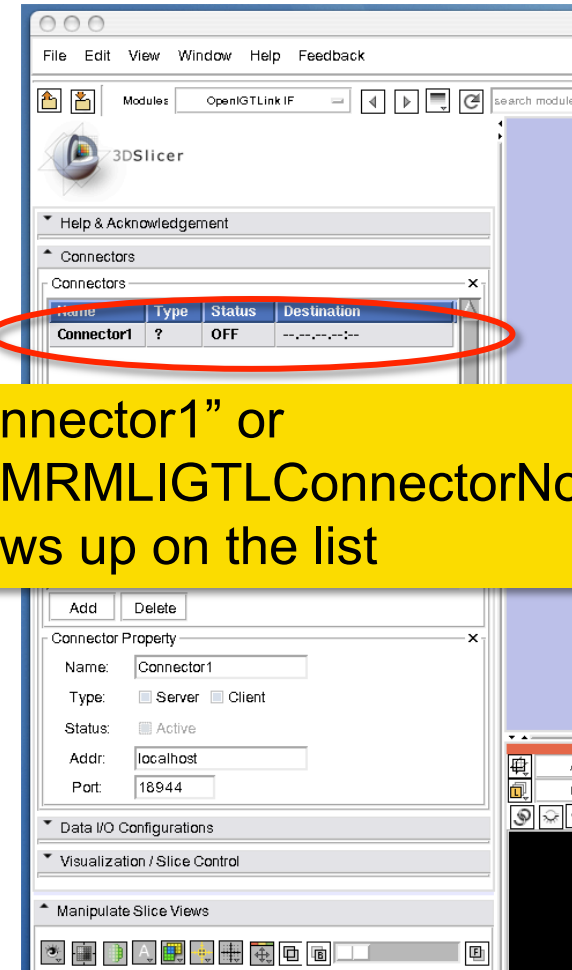 File Edit View Window Help Feedback
Modules OpenIGTLink IF search module
3DSlicer
Help & Acknowledgement
Connectors
Connectors
Name Type Status Destination
Connector1 ? OFF --.--.--.--:--
nnector1” or
MRMLIGTLConnectorNo
ws up on the list
Add Delete
Connector Property
Name: Connector1
Type: Server Client
Status: Active
Addr: localhost
Port: 18944
Data I/O Configurations
Visualization / Slice Control
Manipulate Slice Views